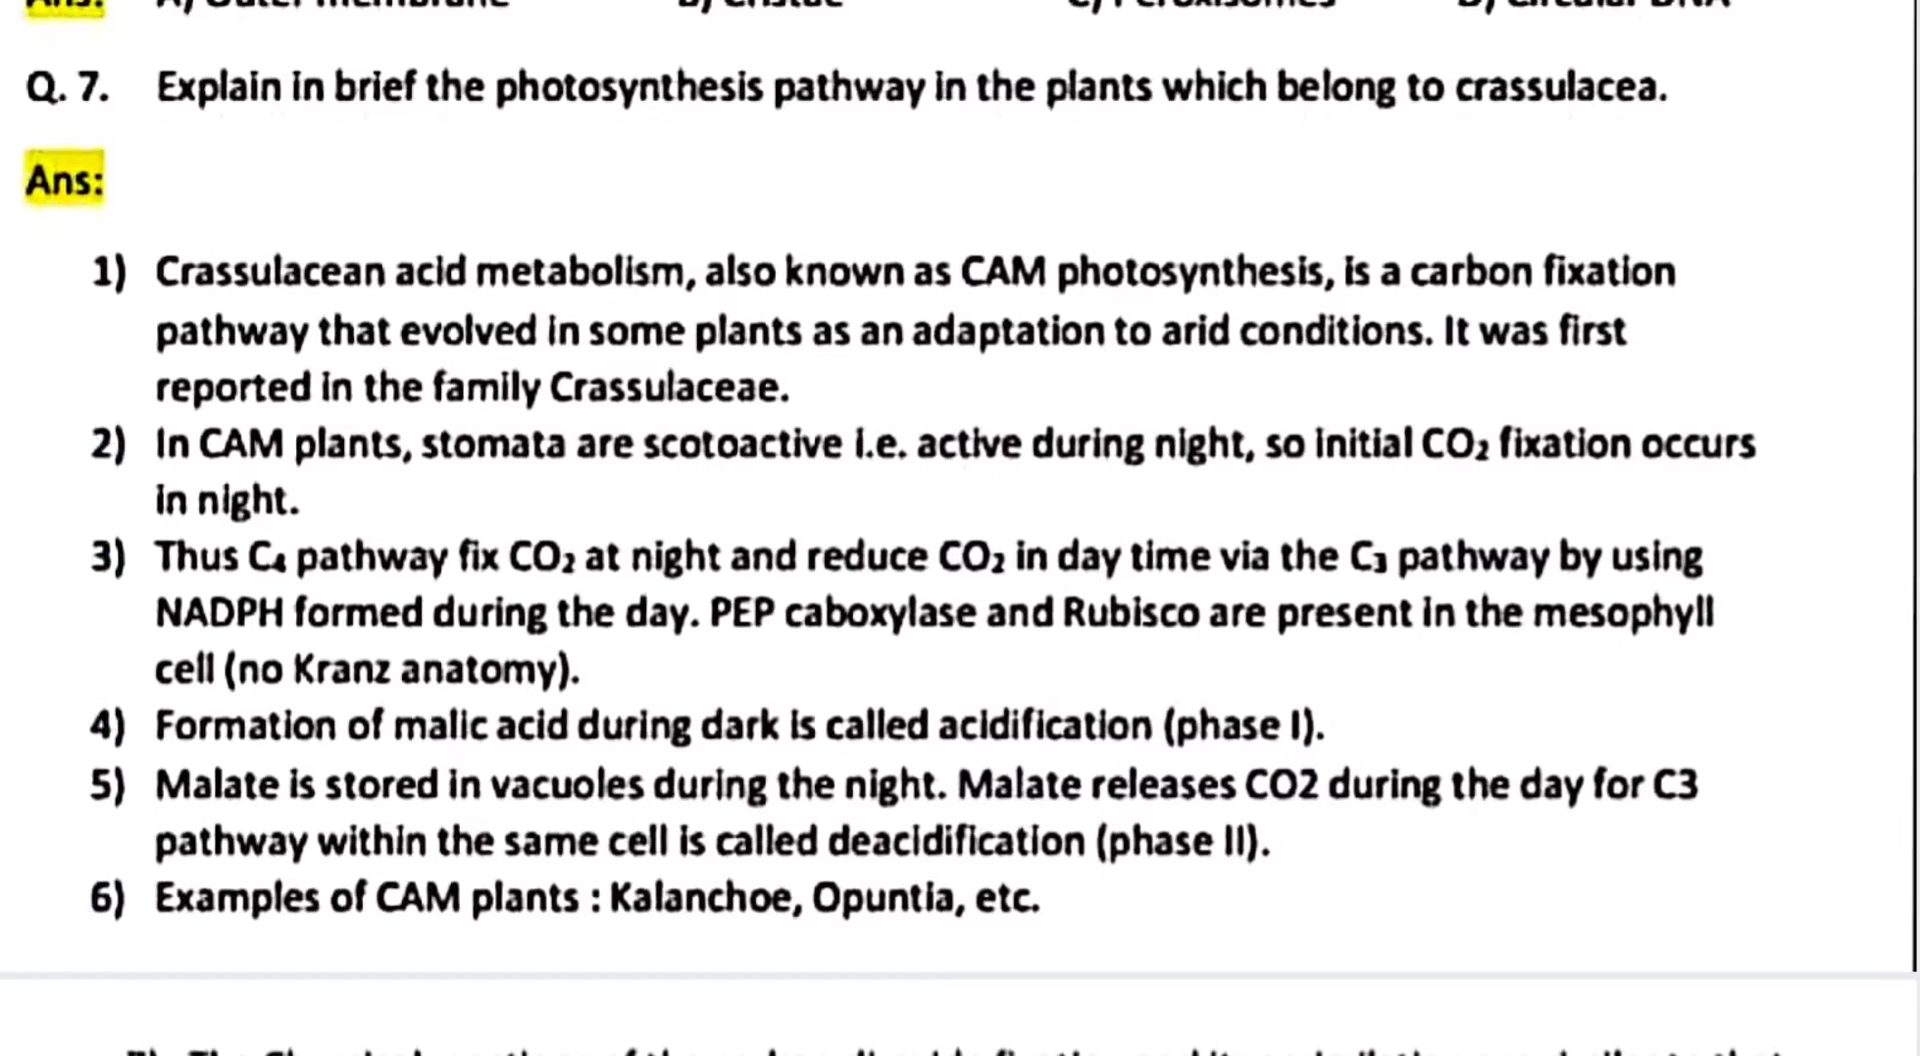 Ans: A) Outer membrane B) Cristae C) Peroxisomes D) Circular DNA
Q. 7. Explain in brief the photosynthesis pathway in the plants which belong to crassulacea.
Ans:
1) Crassulacean acid metabolism, also known as CAM photosynthesis, is a carbon fixation
pathway that evolved in some plants as an adaptation to arid conditions. It was first
reported in the family Crassulaceae.
2) In CAM plants, stomata are scotoactive i.e. active during night, so initial CO₂ fixation occurs
in night.
3) Thus C₄ pathway fix CO₂ at night and reduce CO₂ in day time via the C₃ pathway by using
NADPH formed during the day. PEP caboxylase and Rubisco are present in the mesophyll
cell (no Kranz anatomy).
4) Formation of malic acid during dark is called acidification (phase I).
5) Malate is stored in vacuoles during the night. Malate releases CO2 during the day for C3
pathway within the same cell is called deacidification (phase II).
6) Examples of CAM plants : Kalanchoe, Opuntia, etc.